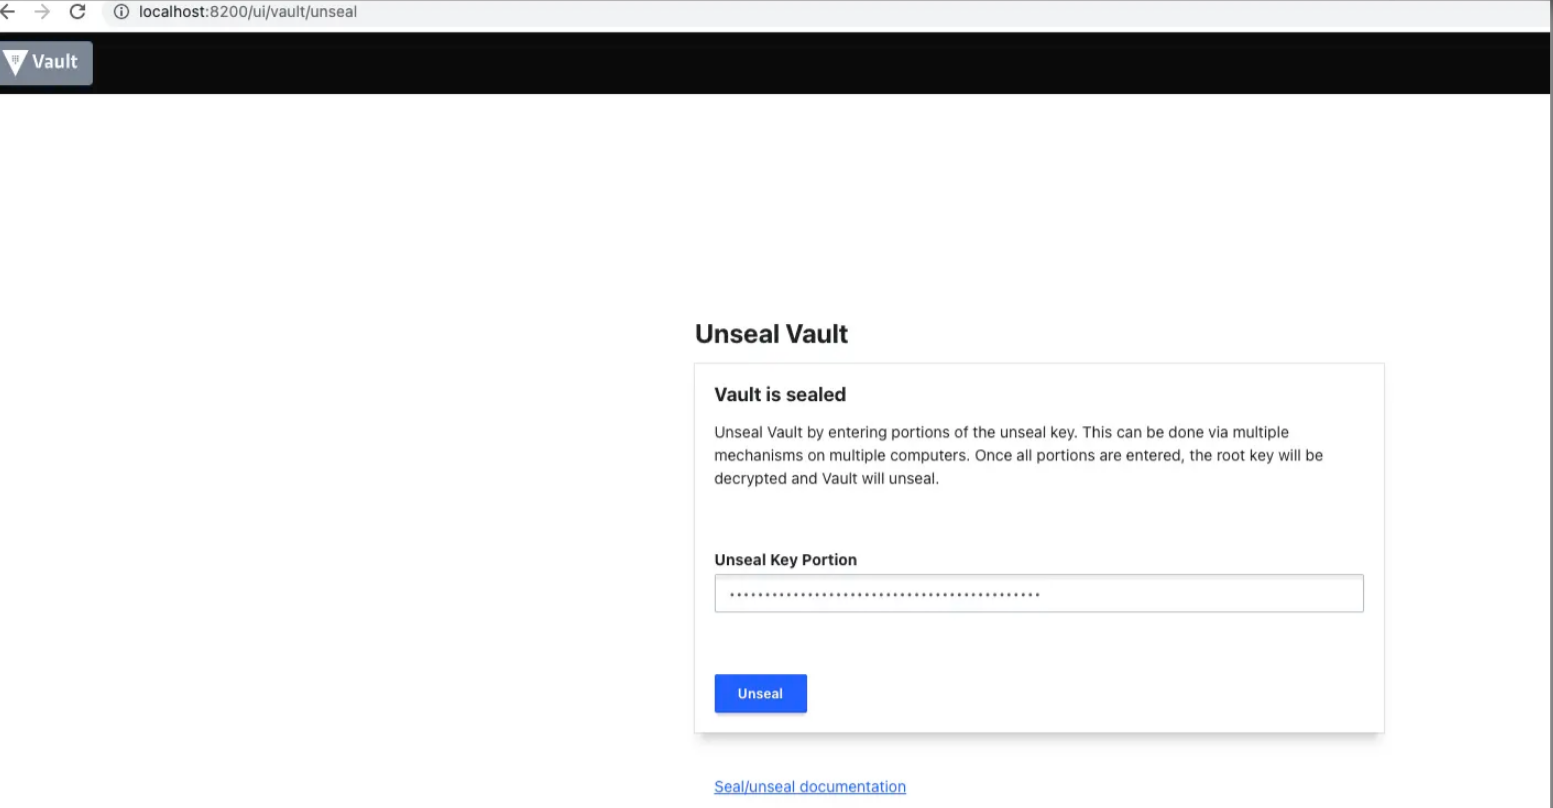 localhost:8200/ui/vault/unseal
Vault
Unseal Vault
Vault is sealed
Unseal Vault by entering portions of the unseal key. This can be done via multiple
mechanisms on multiple computers. Once all portions are entered, the root key will be
decrypted and Vault will unseal.
Unseal Key Portion
Unseal
Seal/unseal documentation